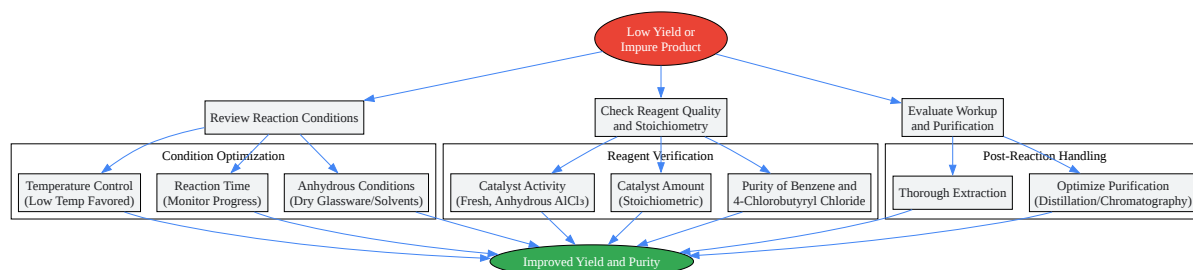 Low Yield or
Impure Product
Review Reaction Conditions
Check Reagent Quality
and Stoichiometry
Evaluate Workup
and Purification
Condition Optimization
Reagent Verification
Post-Reaction Handling
Temperature Control
(Low Temp Favored)
Reaction Time
(Monitor Progress)
Anhydrous Conditions
(Dry Glassware/Solvents)
Catalyst Activity
(Fresh, Anhydrous AlCl₃)
Catalyst Amount
(Stoichiometric)
Purity of Benzene and
4-Chlorobutyryl Chloride
Thorough Extraction
Optimize Purification
(Distillation/Chromatography)
Improved Yield and Purity